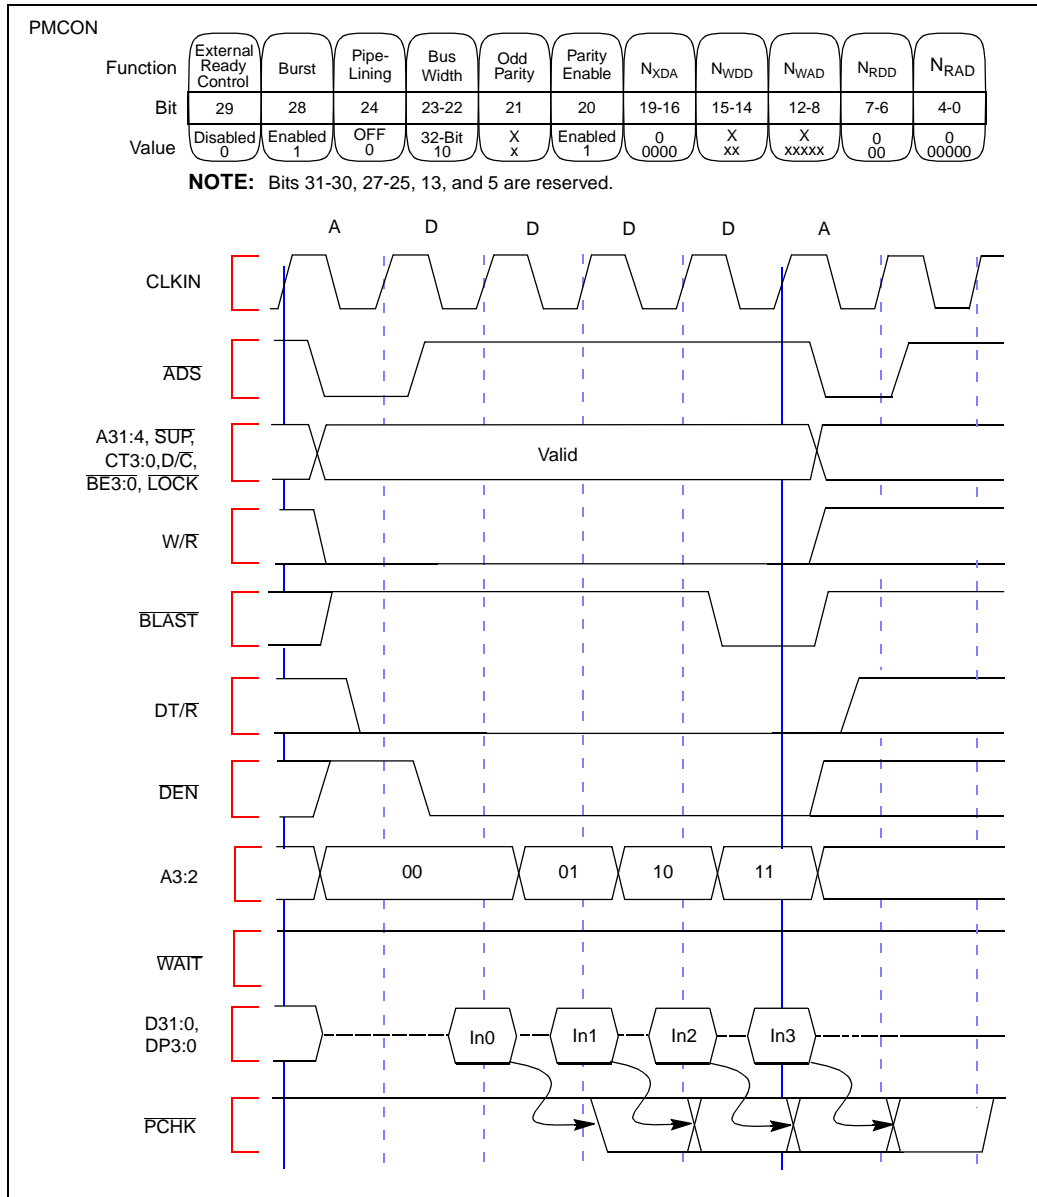 PMCON
Function External Ready Control Burst Pipe-Lining Bus Width Odd Parity Parity Enable NXDA NWDD NWAD NRDD NRAD
Bit 29 28 24 23-22 21 20 19-16 15-14 12-8 7-6 4-0
Value Disabled 0 Enabled 1 OFF 0 32-Bit 10 X x Enabled 1 0 0000 X xx X xxxxx 0 00 0 00000
NOTE: Bits 31-30, 27-25, 13, and 5 are reserved.
A D D D D A
CLKIN
ADS
A31:4, SUP,
CT3:0,D/C,
BE3:0, LOCK
Valid
W/R
BLAST
DT/R
DEN
A3:2 00 01 10 11
WAIT
D31:0,
DP3:0
In0 In1 In2 In3
PCHK